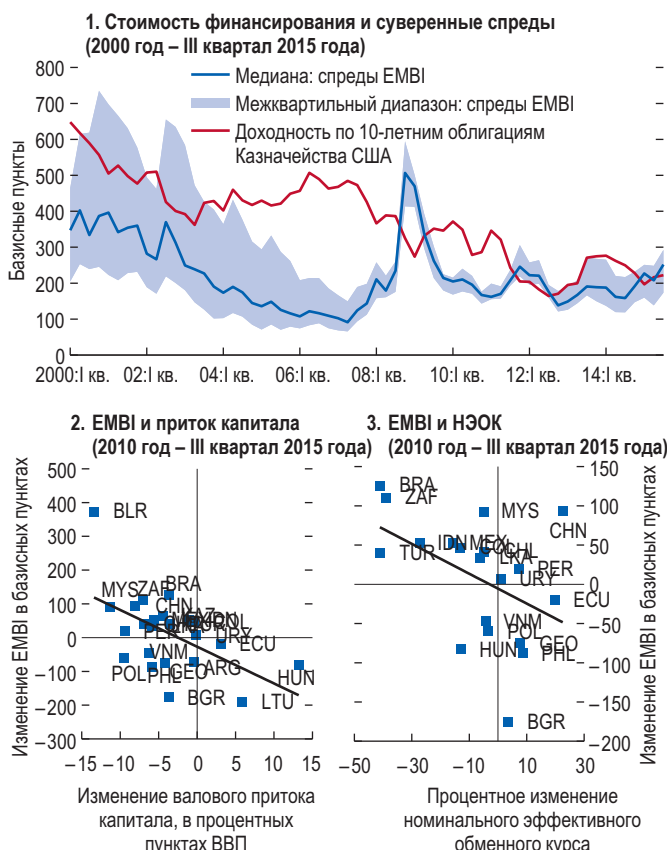 1. Стоимость финансирования и суверенные спреды
(2000 год – III квартал 2015 года)
Базисные пункты
800
700
600
500
400
300
200
100
0
Медиана: спреды EMBI
Межквартильный диапазон: спреды EMBI
Доходность по 10-летним облигациям
Казначейства США
2000:I кв. 02:I кв. 04:I кв. 06:I кв. 08:I кв. 10:I кв. 12:I кв. 14:I кв.
2. EMBI и приток капитала
(2010 год – III квартал 2015 года)
Изменение EMBI в базисных пунктах
500
400
300
200
100
0
–100
–200
–300
BLR
MYS
ZAF
BRA
CHN
URY
ECU
VNM
POL
PHL
GEO
ARG
HUN
BGR
LTU
–15 –10 –5 0 5 10 15
Изменение валового притока
капитала, в процентных
пунктах ВВП
3. EMBI и НЭОК
(2010 год – III квартал 2015 года)
150
100
50
0
–50
–100
–150
–200
Изменение EMBI в базисных пунктах
BRA
ZAF
MYS
CHN
TUR
IDN
MEX
CHL
LKA
PER
URY
ECU
VNM
POL
HUN
GEO
PHL
BGR
–50 –30 –10 10 30
Процентное изменение
номинального эффективного
обменного курса